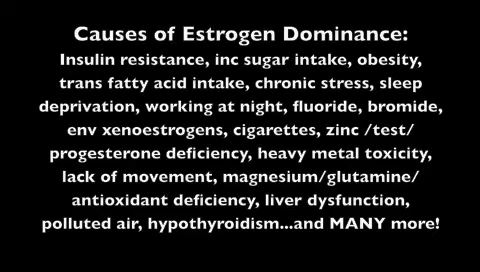 Causes of Estrogen Dominance:
Insulin resistance, inc sugar intake, obesity,
trans fatty acid intake, chronic stress, sleep
deprivation, working at night, fluoride, bromide,
env xenoestrogens, cigarettes, zinc /test/
progesterone deficiency, heavy metal toxicity,
lack of movement, magnesium/glutamine/
antioxidant deficiency, liver dysfunction,
polluted air, hypothyroidism...and MANY more!